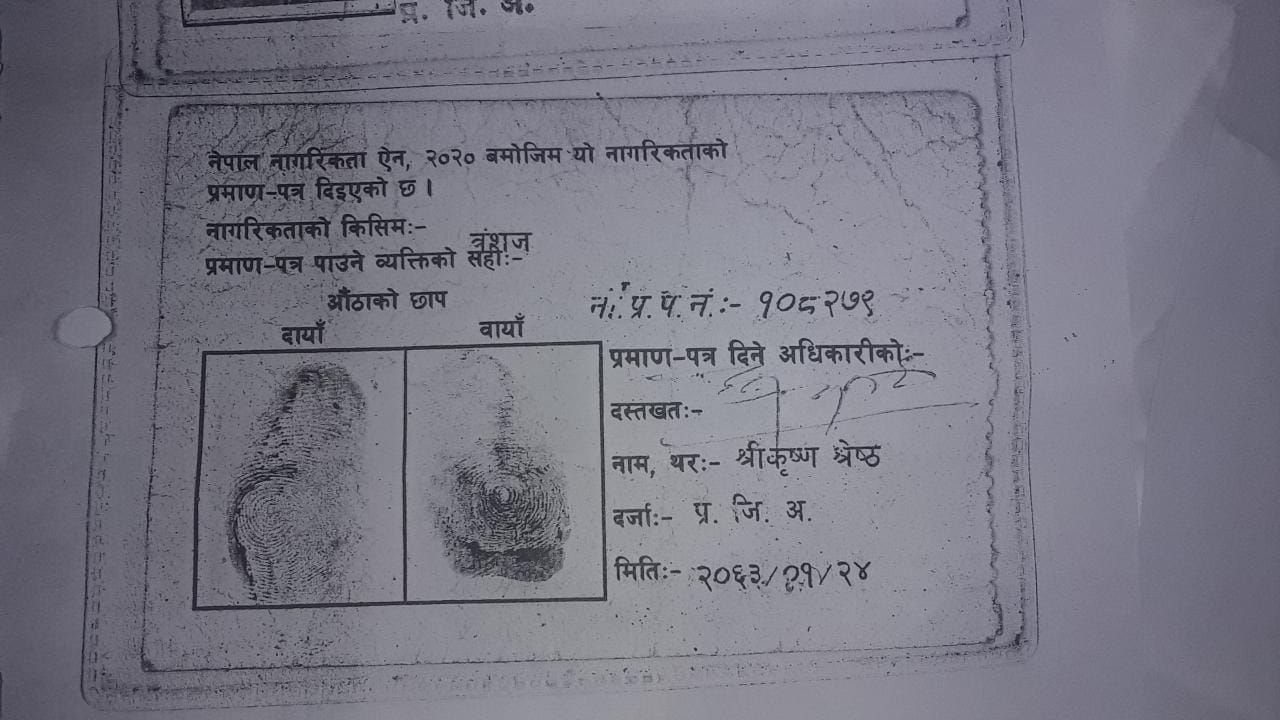 प्र. जि. अ.
नेपाल नागरिकता ऐन, २०२० बमोजिम यो नागरिकताको
प्रमाण-पत्र दिइएको छ ।
नागरिकताको किसिमः-
वंशज
प्रमाण-पत्र पाउने व्यक्तिको सहीः-
औंठाको छाप
दायाँ वायाँ
ना. प्र. प. नं.:- १०८२७९
प्रमाण-पत्र दिने अधिकारीकोः-
दस्तखतः-
नाम, थरः- श्रीकृष्ण श्रेष्ठ
दर्जाः- प्र. जि. अ.
मितिः- २०६३/११/२४